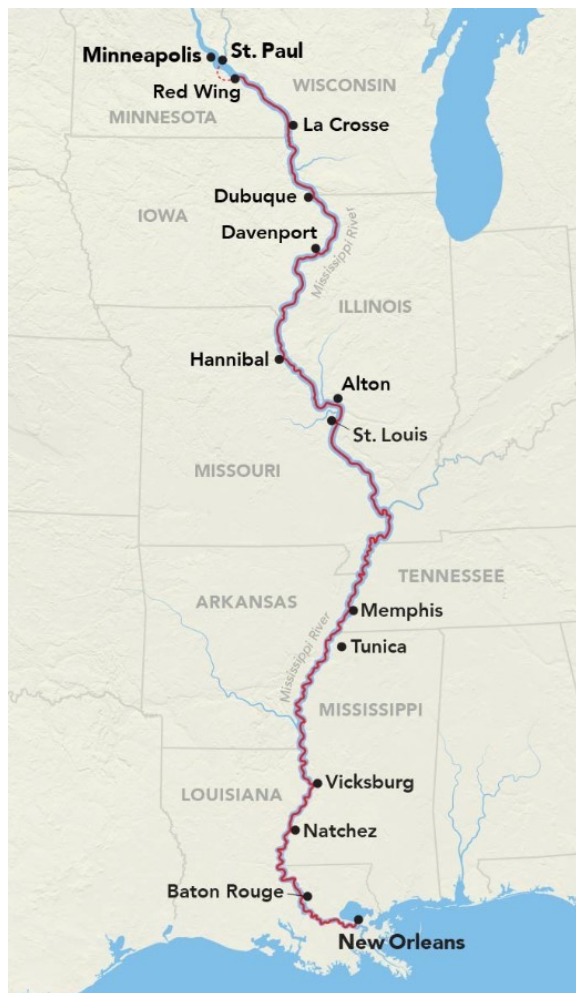 Minneapolis
St. Paul
Red Wing
WISCONSIN
MINNESOTA
La Crosse
Dubuque
IOWA
Davenport
Mississippi River
ILLINOIS
Hannibal
Alton
St. Louis
MISSOURI
TENNESSEE
ARKANSAS
Memphis
Mississippi River
Tunica
MISSISSIPPI
Vicksburg
LOUISIANA
Natchez
Baton Rouge
New Orleans